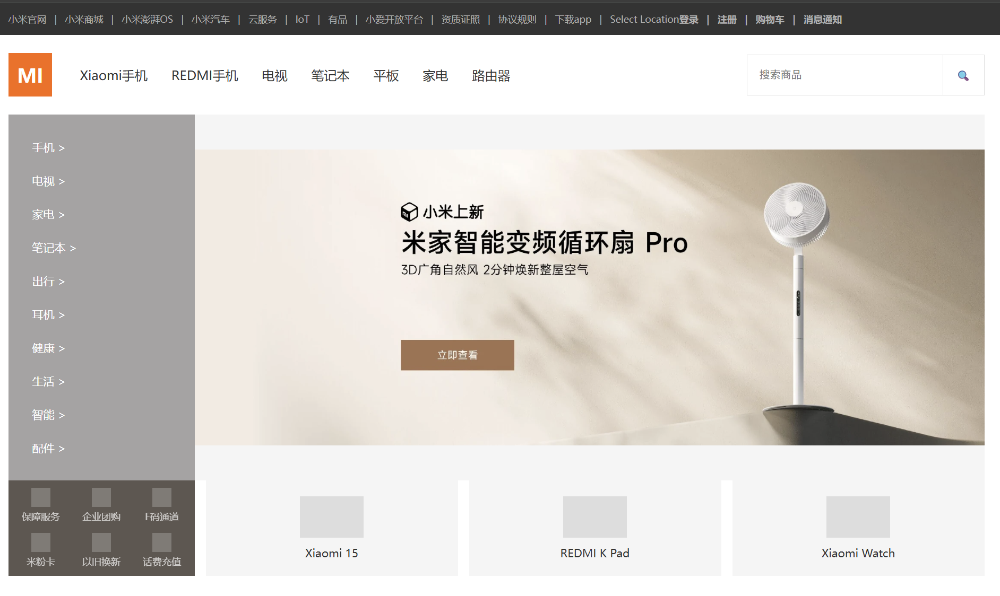 小米官网 | 小米商城 | 小米澎湃OS | 小米汽车 | 云服务 | IoT | 有品 | 小爱开放平台 | 资质证照 | 协议规则 | 下载app | Select Location登录 | 注册 | 购物车 | 消息通知
MI Xiaomi手机 REDMI手机 电视 笔记本 平板 家电 路由器 搜索商品
手机 >
电视 >
家电 >
笔记本 >
出行 >
耳机 >
健康 >
生活 >
智能 >
配件 >
小米上新
米家智能变频循环扇 Pro
3D广角自然风 2分钟焕新整屋空气
立即查看
保障服务 企业团购 F码通道
米粉卡 以旧换新 话费充值
Xiaomi 15 REDMI K Pad Xiaomi Watch